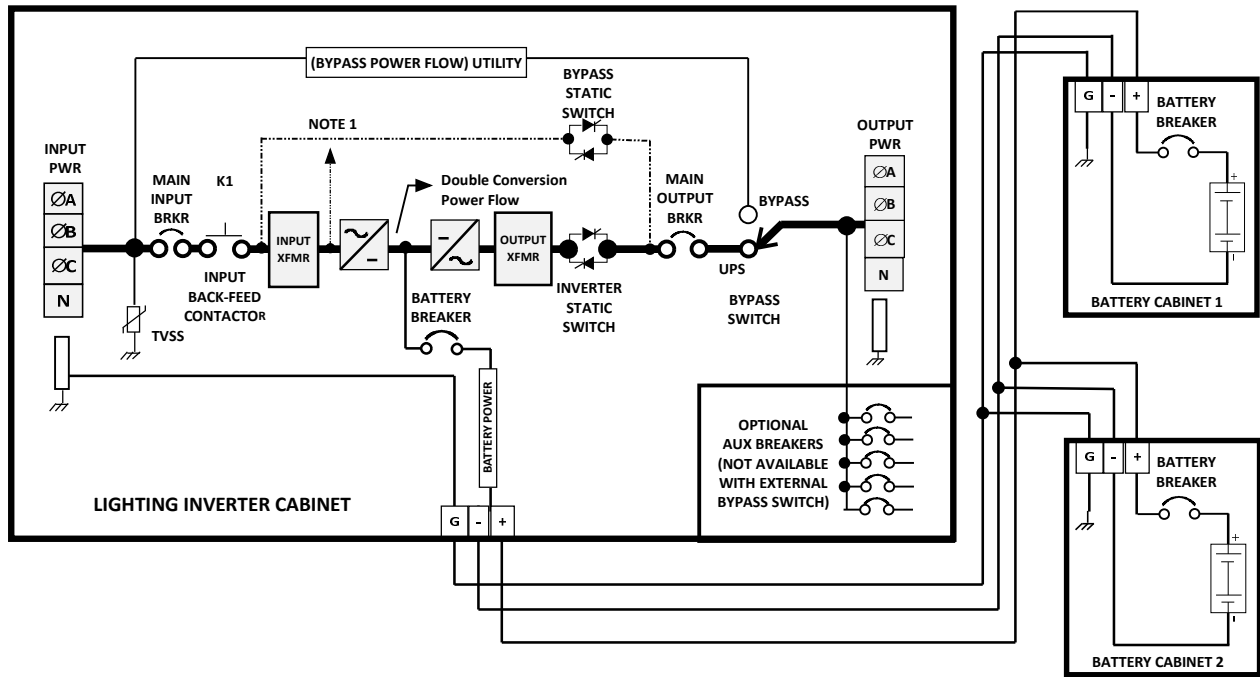 (BYPASS POWER FLOW) UTILITY
BYPASS
STATIC
SWITCH
NOTE 1
INPUT
PWR
ØA
ØB
ØC
N
MAIN
INPUT
BRKR
K1
INPUT
BACK-FEED
CONTACTOR
TVSS
INPUT
XFMR
Double Conversion
Power Flow
OUTPUT
XFMR
INVERTER
STATIC
SWITCH
BATTERY
BREAKER
BATTERY POWER
MAIN
OUTPUT
BRKR
BYPASS
UPS
BYPASS
SWITCH
OUTPUT
PWR
ØA
ØB
ØC
N
OPTIONAL
AUX BREAKERS
(NOT AVAILABLE
WITH EXTERNAL
BYPASS SWITCH)
LIGHTING INVERTER CABINET
G - +
G - +
BATTERY
BREAKER
+
-
BATTERY CABINET 1
G - +
BATTERY
BREAKER
+
-
BATTERY CABINET 2